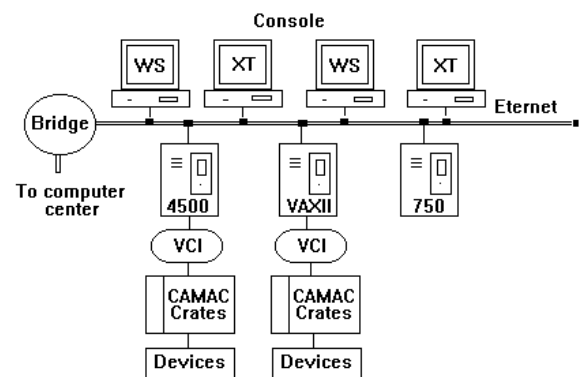 Console
WS
XT
WS
XT
Eternet
Bridge
To computer
center
4500
VAXII
750
VCI
VCI
CAMAC
Crates
CAMAC
Crates
Devices
Devices